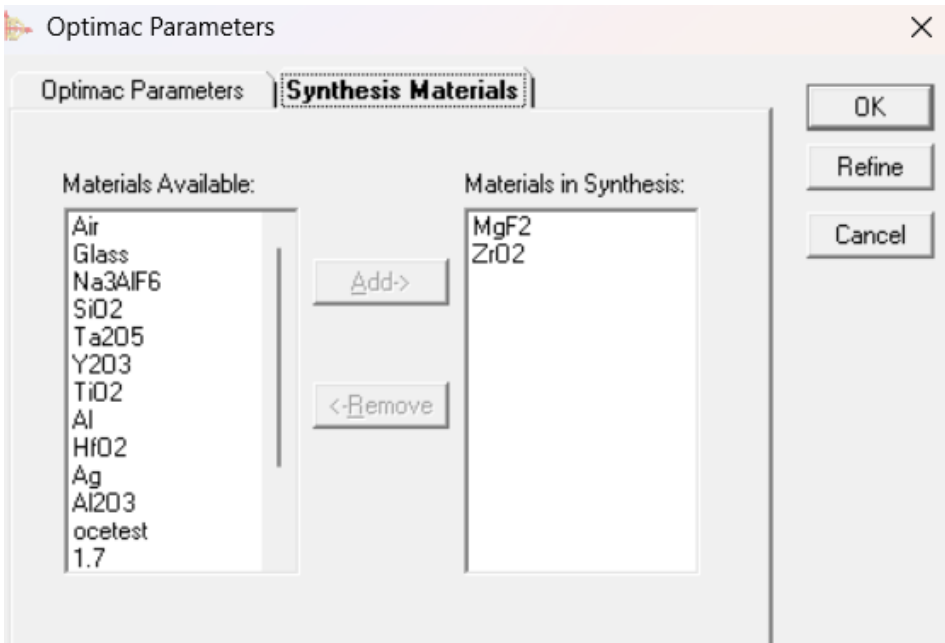 Optimac Parameters
Optimac Parameters
Synthesis Materials
OK
Refine
Cancel
Materials Available:
Air
Glass
Na3AlF6
SiO2
Ta2O5
Y2O3
TiO2
Al
HfO2
Ag
Al2O3
ocetest
1.7
Add->
<-Remove
Materials in Synthesis:
MgF2
ZrO2